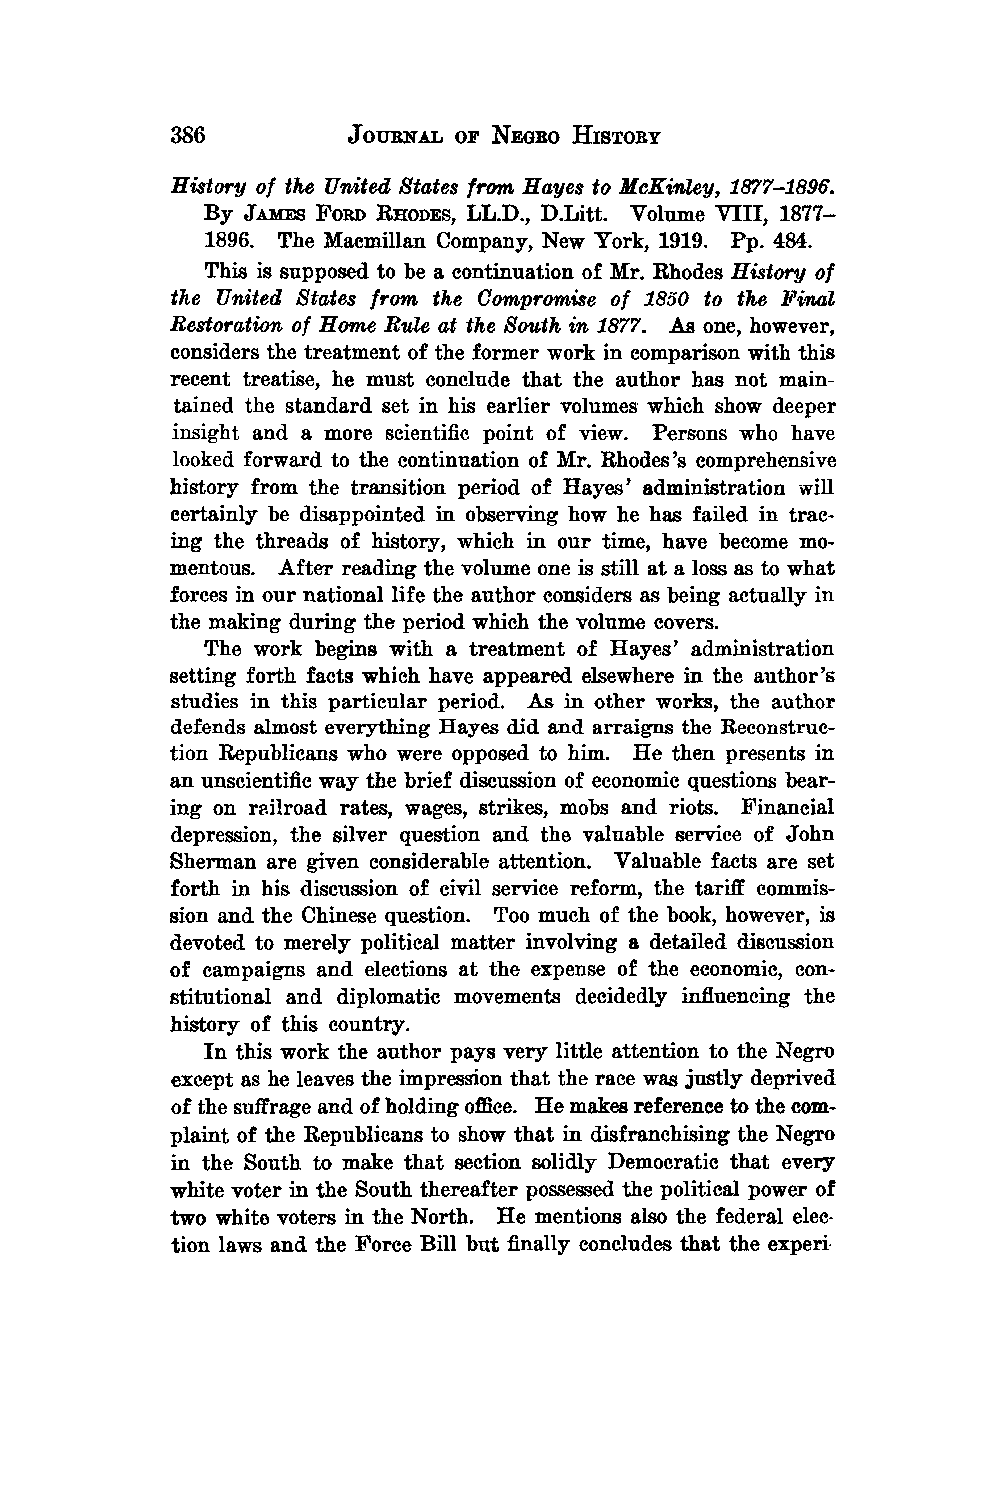 386 JOURNAL OF NEGRO HISTORY
History of the United States from Hayes to McKinley, 1877–1896.
By JAMES FORD RHODES, LL.D., D.Litt. Volume VIII, 1877–
1896. The Macmillan Company, New York, 1919. Pp. 484.
This is supposed to be a continuation of Mr. Rhodes History of
the United States from the Compromise of 1850 to the Final
Restoration of Home Rule at the South in 1877. As one, however,
considers the treatment of the former work in comparison with this
recent treatise, he must conclude that the author has not main-
tained the standard set in his earlier volumes which show deeper
insight and a more scientific point of view. Persons who have
looked forward to the continuation of Mr. Rhodes's comprehensive
history from the transition period of Hayes' administration will
certainly be disappointed in observing how he has failed in trac-
ing the threads of history, which in our time, have become mo-
mentous. After reading the volume one is still at a loss as to what
forces in our national life the author considers as being actually in
the making during the period which the volume covers.
The work begins with a treatment of Hayes' administration
setting forth facts which have appeared elsewhere in the author's
studies in this particular period. As in other works, the author
defends almost everything Hayes did and arraigns the Reconstruc-
tion Republicans who were opposed to him. He then presents in
an unscientific way the brief discussion of economic questions bear-
ing on railroad rates, wages, strikes, mobs and riots. Financial
depression, the silver question and the valuable service of John
Sherman are given considerable attention. Valuable facts are set
forth in his discussion of civil service reform, the tariff commis-
sion and the Chinese question. Too much of the book, however, is
devoted to merely political matter involving a detailed discussion
of campaigns and elections at the expense of the economic, con-
stitutional and diplomatic movements decidedly influencing the
history of this country.
In this work the author pays very little attention to the Negro
except as he leaves the impression that the race was justly deprived
of the suffrage and of holding office. He makes reference to the com-
plaint of the Republicans to show that in disfranchising the Negro
in the South to make that section solidly Democratic that every
white voter in the South thereafter possessed the political power of
two white voters in the North. He mentions also the federal elec-
tion laws and the Force Bill but finally concludes that the experi-